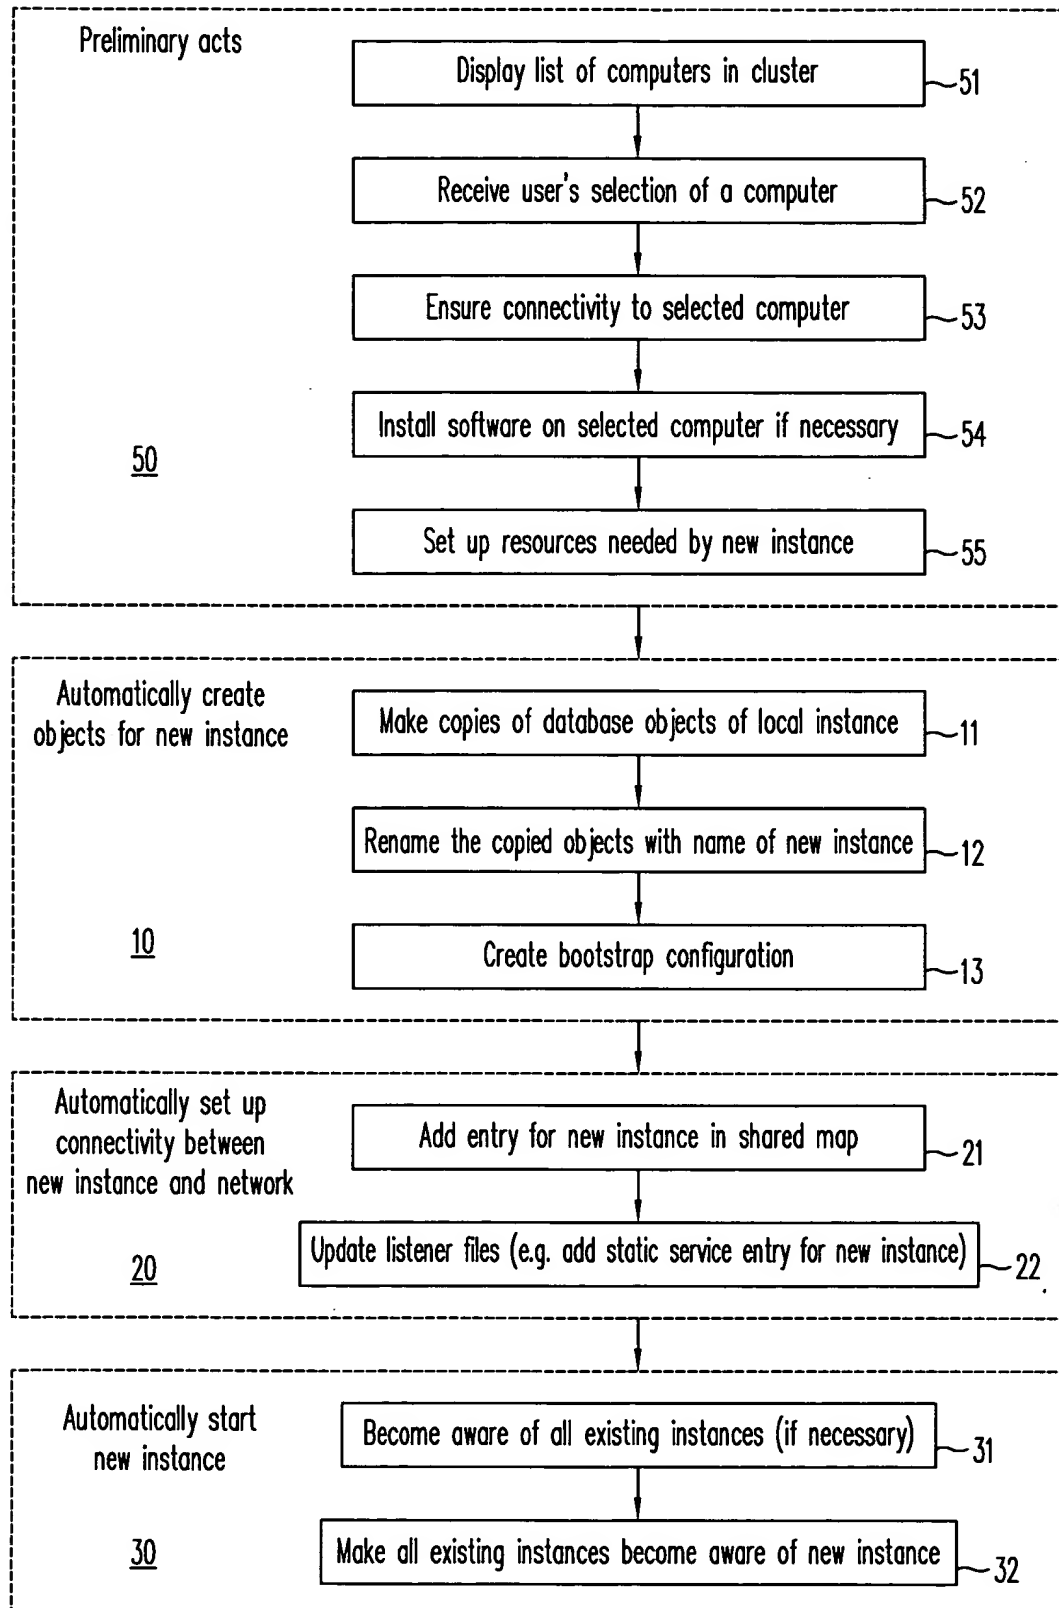 Preliminary acts
Display list of computers in cluster
51
Receive user's selection of a computer
52
Ensure connectivity to selected computer
53
Install software on selected computer if necessary
54
50
Set up resources needed by new instance
55
Automatically create
objects for new instance
Make copies of database objects of local instance
11
Rename the copied objects with name of new instance
12
10
Create bootstrap configuration
13
Automatically set up
connectivity between
new instance and network
Add entry for new instance in shared map
21
20
Update listener files (e.g. add static service entry for new instance)
22
Automatically start
new instance
Become aware of all existing instances (if necessary)
31
30
Make all existing instances become aware of new instance
32